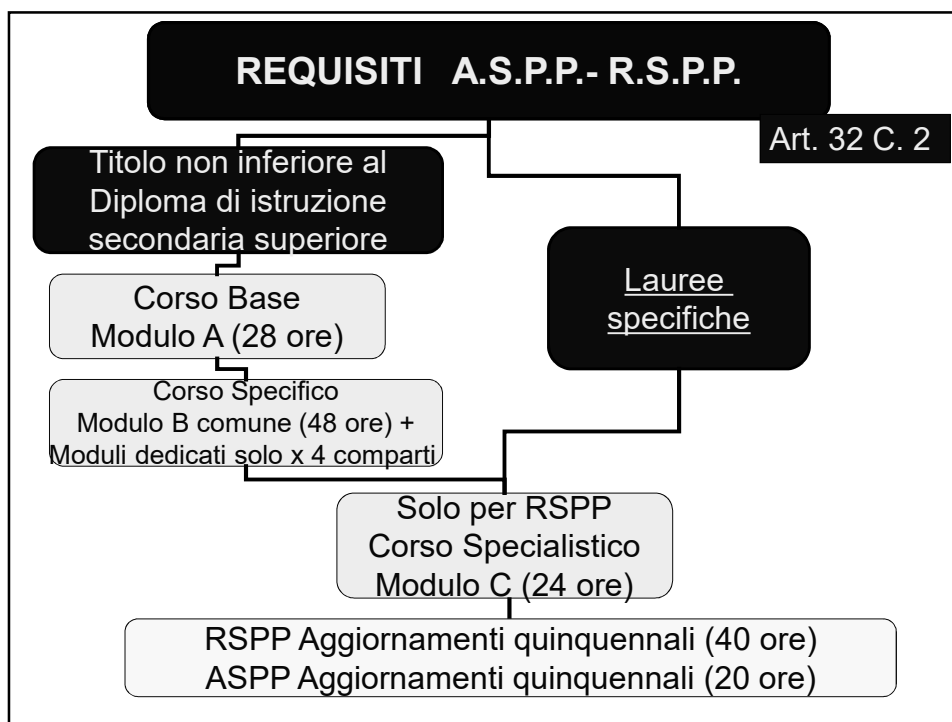 REQUISITI A.S.P.P.- R.S.P.P.
Art. 32 C. 2
Titolo non inferiore al
Diploma di istruzione
secondaria superiore
Lauree
specifiche
Corso Base
Modulo A (28 ore)
Corso Specifico
Modulo B comune (48 ore) +
Moduli dedicati solo x 4 comparti
Solo per RSPP
Corso Specialistico
Modulo C (24 ore)
RSPP Aggiornamenti quinquennali (40 ore)
ASPP Aggiornamenti quinquennali (20 ore)